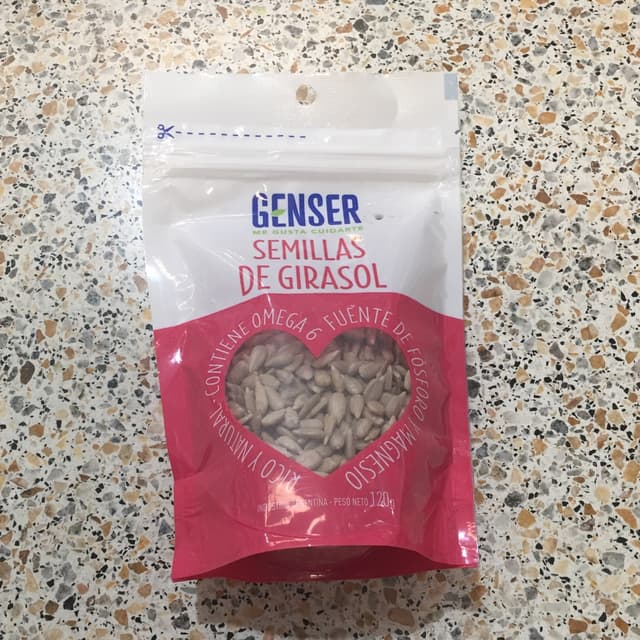 GENSER
ME GUSTA CUIDARTE
SEMILLAS
DE GIRASOL
RICO Y NATURAL, CONTIENE OMEGA 6 FUENTE DE FÓSFORO Y MAGNESIO
PESO NETO 120g